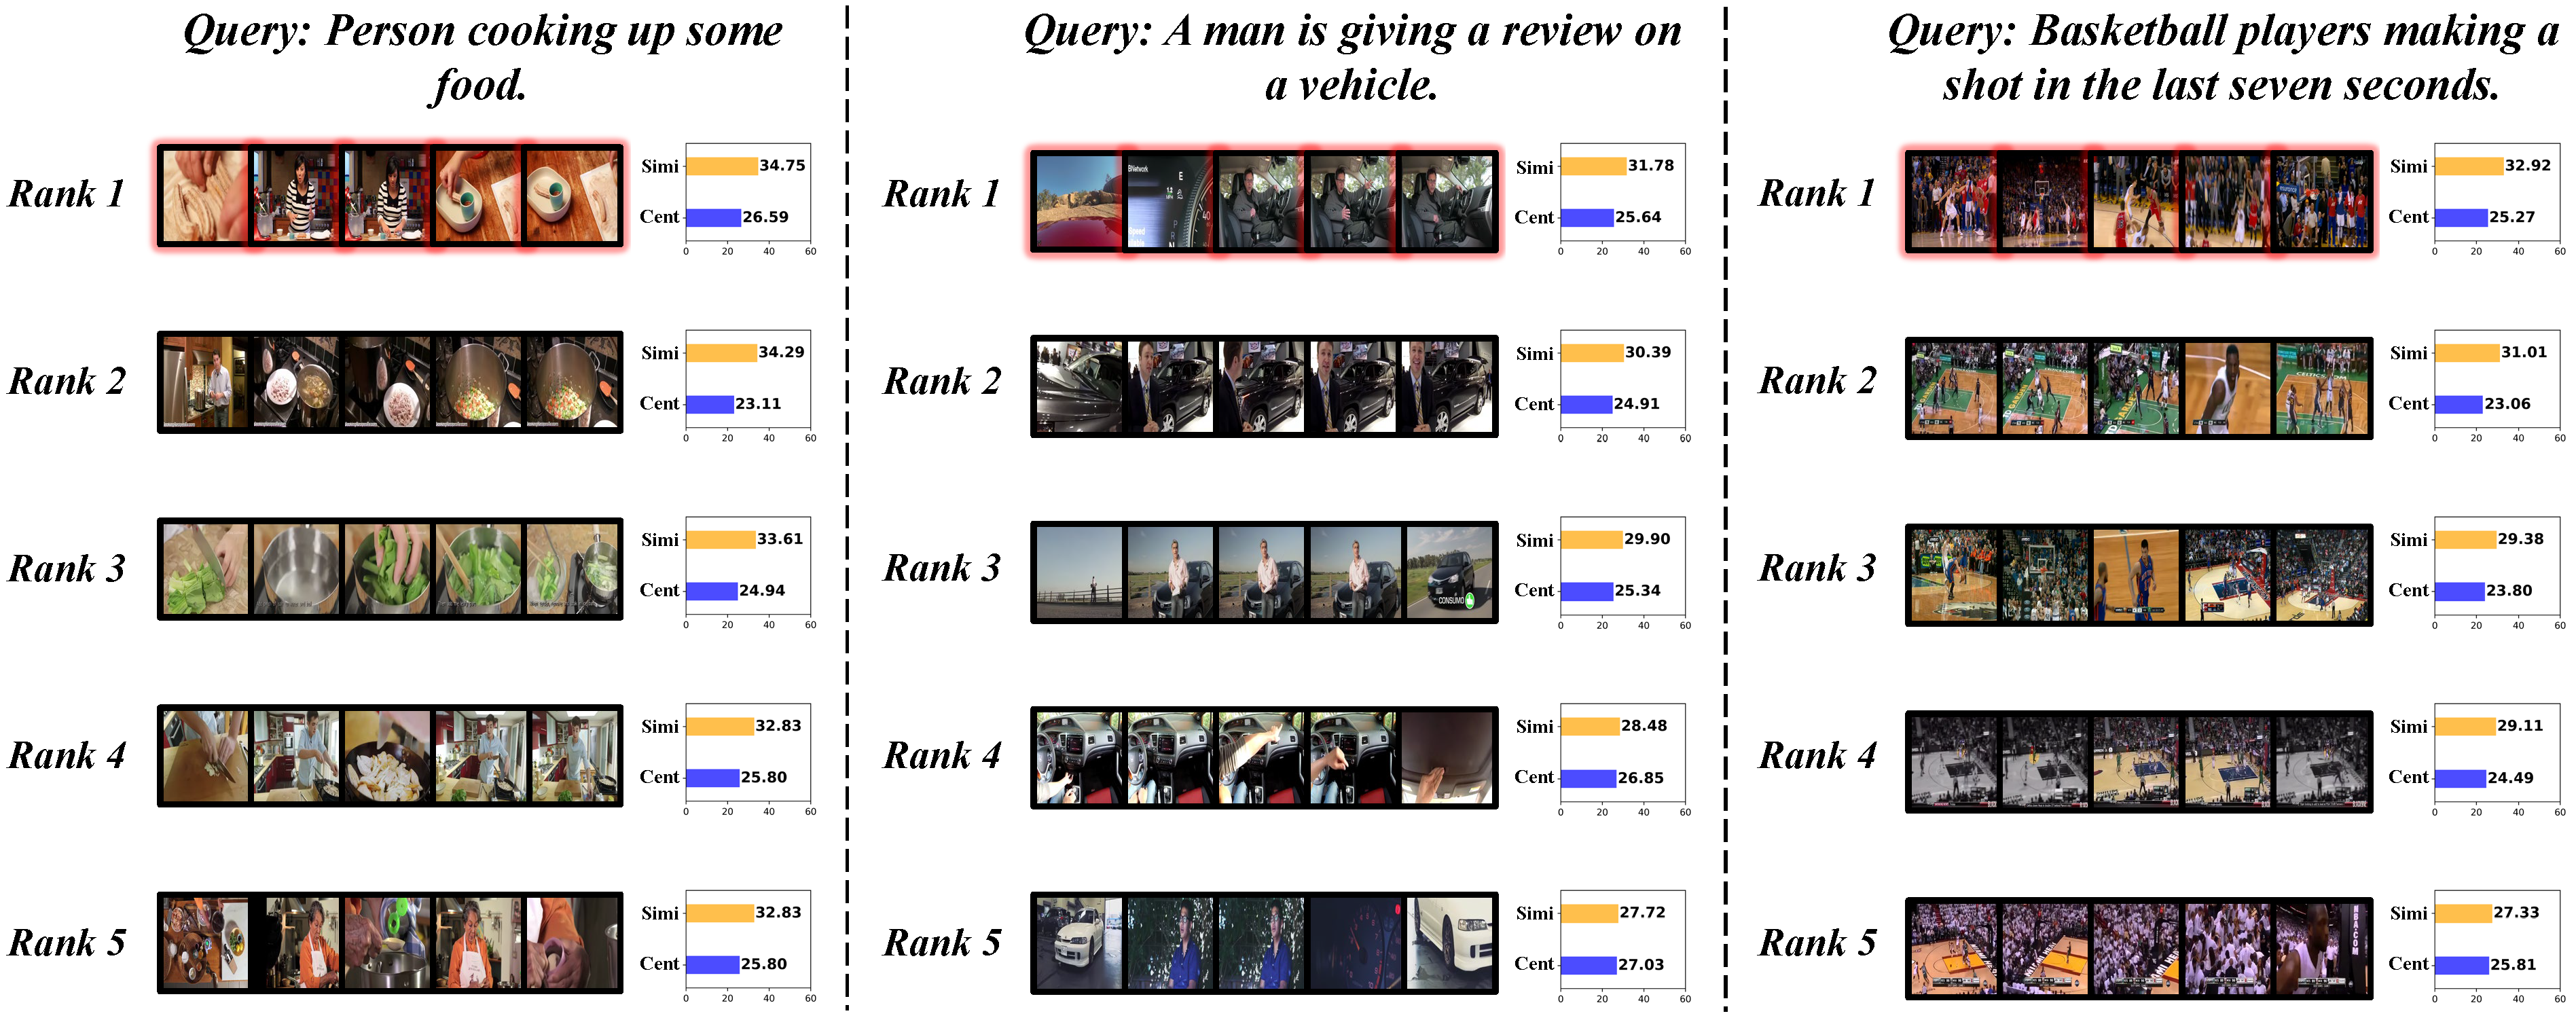 Query: Person cooking up some
food.
Rank 1
Simi
34.75
Cent
26.59
0 20 40 60
Rank 2
Simi
34.29
Cent
23.11
0 20 40 60
Rank 3
Simi
33.61
Cent
24.94
0 20 40 60
Rank 4
Simi
32.83
Cent
25.80
0 20 40 60
Rank 5
Simi
32.83
Cent
25.80
0 20 40 60
Query: A man is giving a review on
a vehicle.
Rank 1
Simi
31.78
Cent
25.64
0 20 40 60
Rank 2
Simi
30.39
Cent
24.91
0 20 40 60
Rank 3
CONSUMO
Simi
29.90
Cent
25.34
0 20 40 60
Rank 4
Simi
28.48
Cent
26.85
0 20 40 60
Rank 5
Simi
27.72
Cent
27.03
0 20 40 60
Query: Basketball players making a
shot in the last seven seconds.
Rank 1
Simi
32.92
Cent
25.27
0 20 40 60
Rank 2
CELTICS
Simi
31.01
Cent
23.06
0 20 40 60
Rank 3
Simi
29.38
Cent
23.80
0 20 40 60
Rank 4
Simi
29.11
Cent
24.49
0 20 40 60
Rank 5
NBA.COM
Simi
27.33
Cent
25.81
0 20 40 60